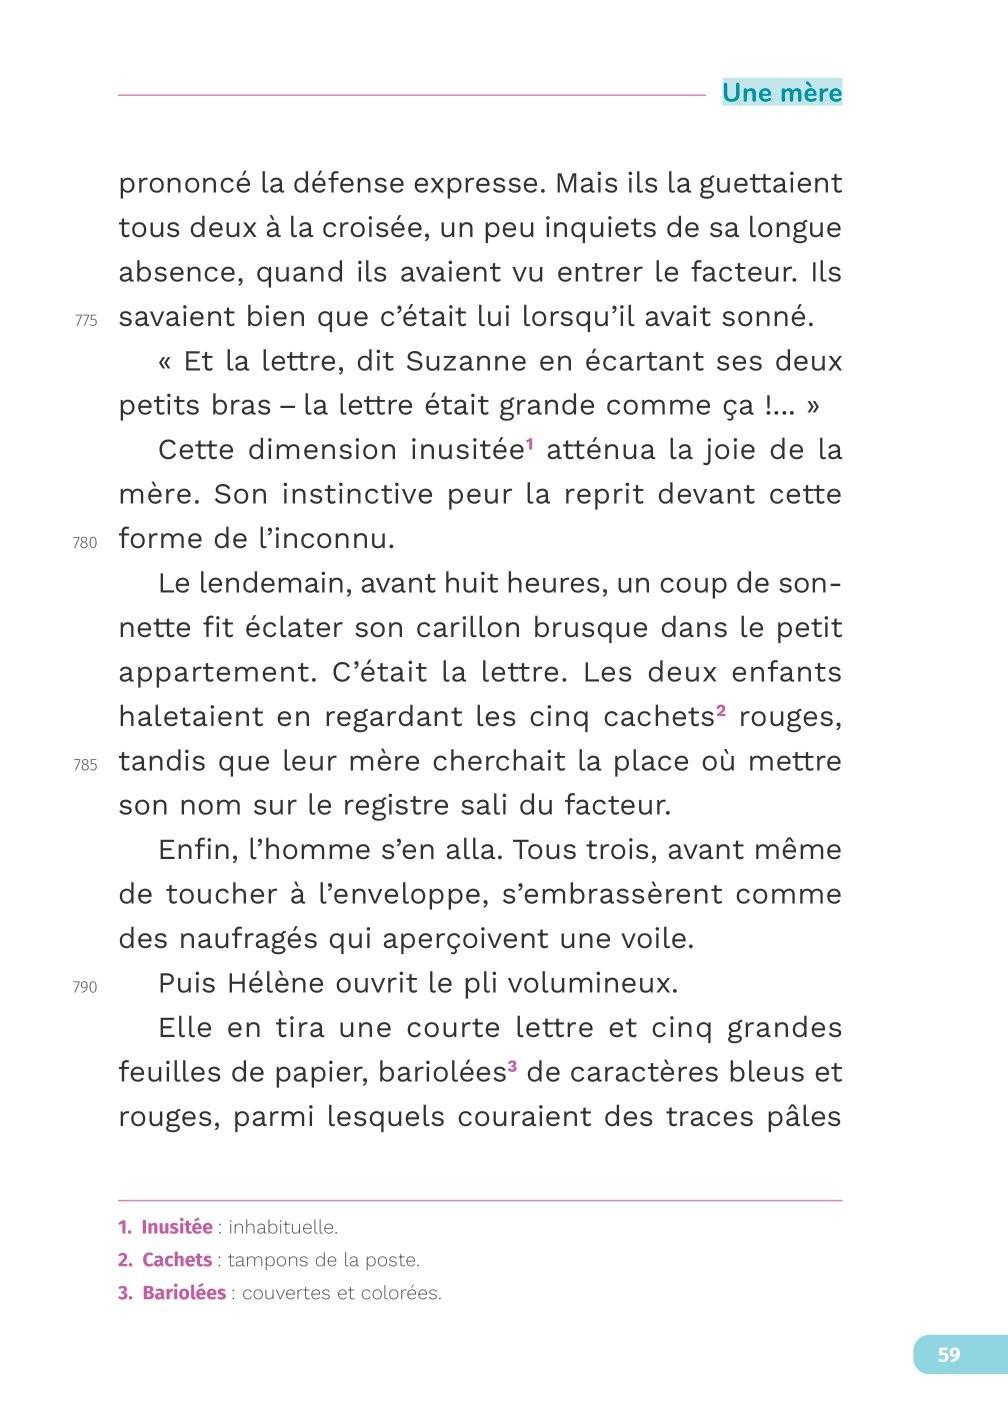 Une mère
prononcé la défense expresse. Mais ils la guettaient
tous deux à la croisée, un peu inquiets de sa longue
absence, quand ils avaient vu entrer le facteur. Ils
775 savaient bien que c’était lui lorsqu’il avait sonné.
« Et la lettre, dit Suzanne en écartant ses deux
petits bras – la lettre était grande comme ça !... »
Cette dimension inusitée1 atténua la joie de la
mère. Son instinctive peur la reprit devant cette
780 forme de l’inconnu.
Le lendemain, avant huit heures, un coup de son-
nette fit éclater son carillon brusque dans le petit
appartement. C’était la lettre. Les deux enfants
haletaient en regardant les cinq cachets2 rouges,
785 tandis que leur mère cherchait la place où mettre
son nom sur le registre sali du facteur.
Enfin, l’homme s’en alla. Tous trois, avant même
de toucher à l’enveloppe, s’embrassèrent comme
des naufragés qui aperçoivent une voile.
790 Puis Hélène ouvrit le pli volumineux.
Elle en tira une courte lettre et cinq grandes
feuilles de papier, bariolées3 de caractères bleus et
rouges, parmi lesquels couraient des traces pâles
1. Inusitée : inhabituelle.
2. Cachets : tampons de la poste.
3. Bariolées : couvertes et colorées.
59